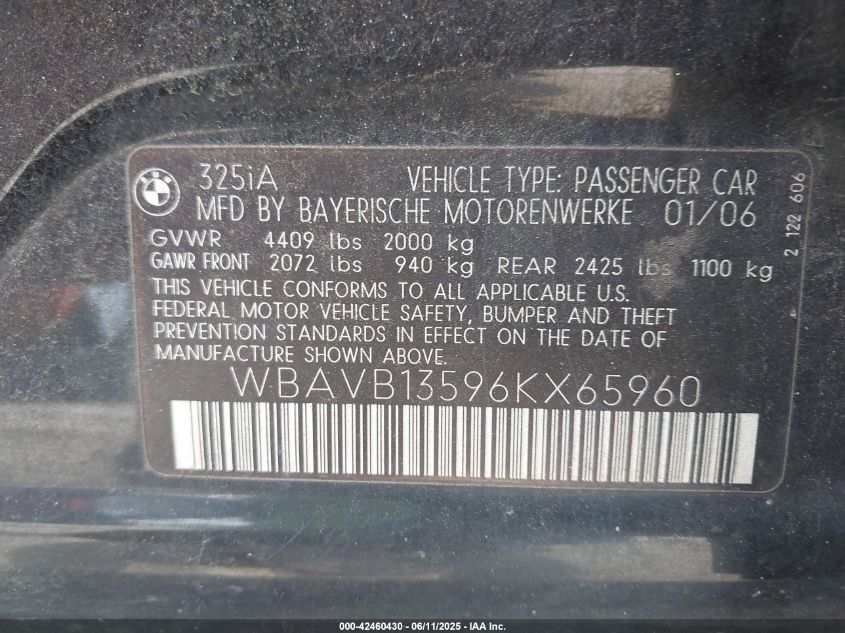 BMW
325iA VEHICLE TYPE: PASSENGER CAR
MFD BY BAYERISCHE MOTORENWERKE 01/06
GVWR 4409 lbs 2000 kg
GAWR FRONT 2072 lbs 940 kg REAR 2425 lbs 1100 kg
THIS VEHICLE CONFORMS TO ALL APPLICABLE U.S.
FEDERAL MOTOR VEHICLE SAFETY, BUMPER AND THEFT
PREVENTION STANDARDS IN EFFECT ON THE DATE OF
MANUFACTURE SHOWN ABOVE.
WBAVB13596KX65960
2 122 606
000-42460430 - 06/11/2025 - IAA Inc.